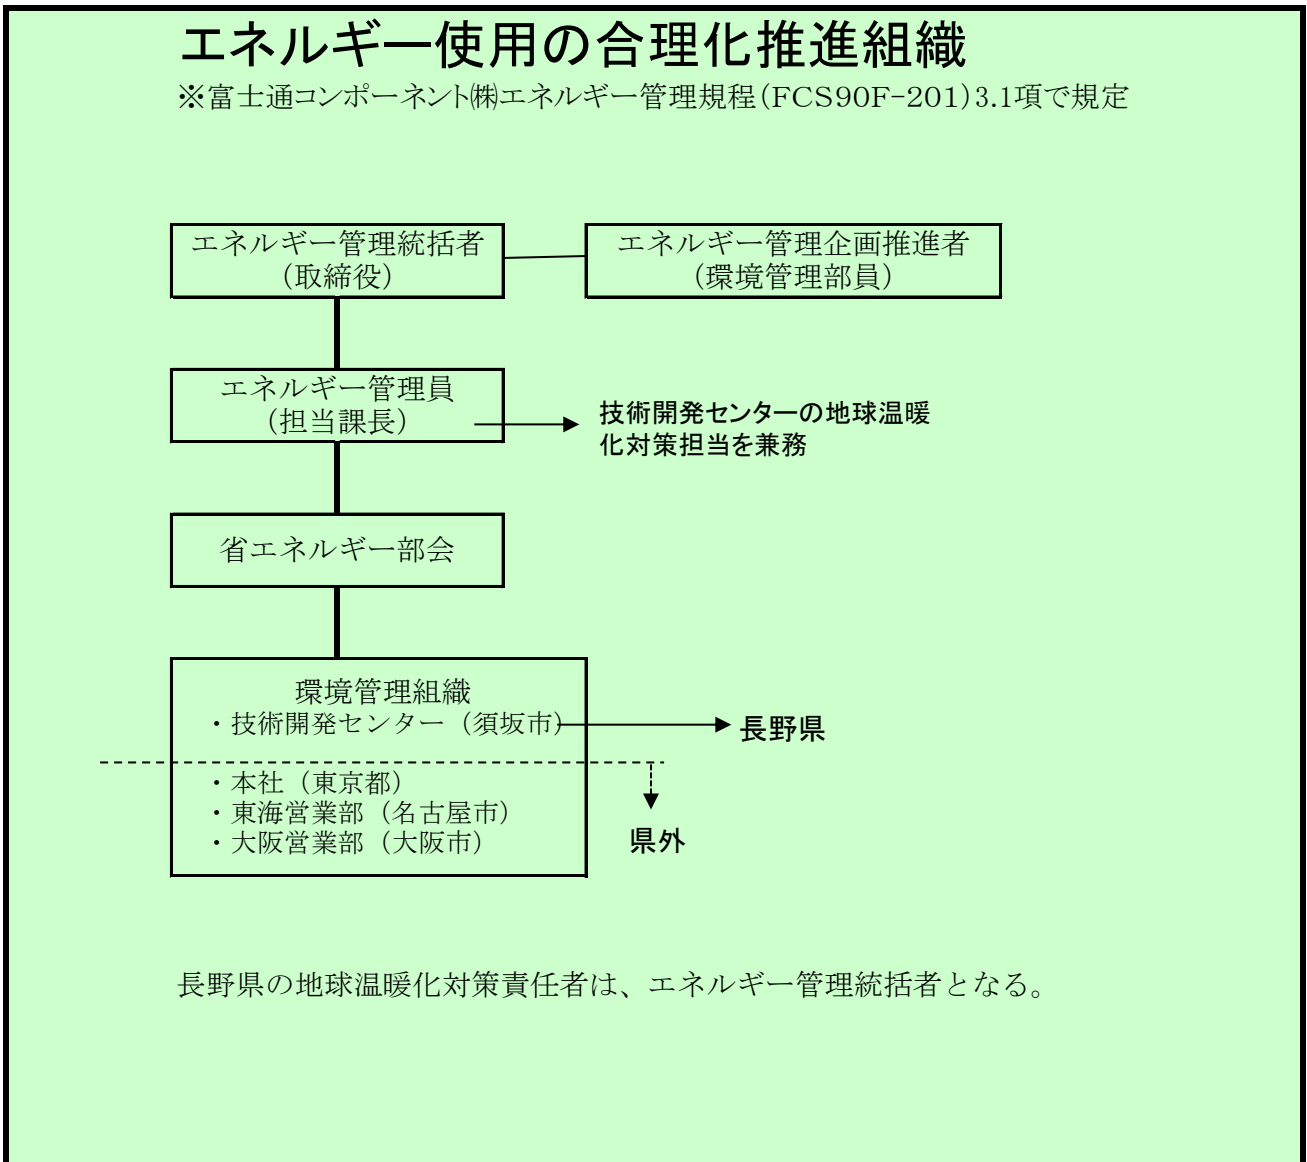 エネルギー使用の合理化推進組織
※富士通コンポーネント㈱エネルギー管理規程(FCS90F-201)3.1項で規定
エネルギー管理統括者
（取締役）
エネルギー管理企画推進者
（環境管理部員）
エネルギー管理員
（担当課長）
技術開発センターの地球温暖
化対策担当を兼務
省エネルギー部会
環境管理組織
・技術開発センター（須坂市）
長野県
・本社（東京都）
・東海営業部（名古屋市）
・大阪営業部（大阪市）
県外
長野県の地球温暖化対策責任者は、エネルギー管理統括者となる。